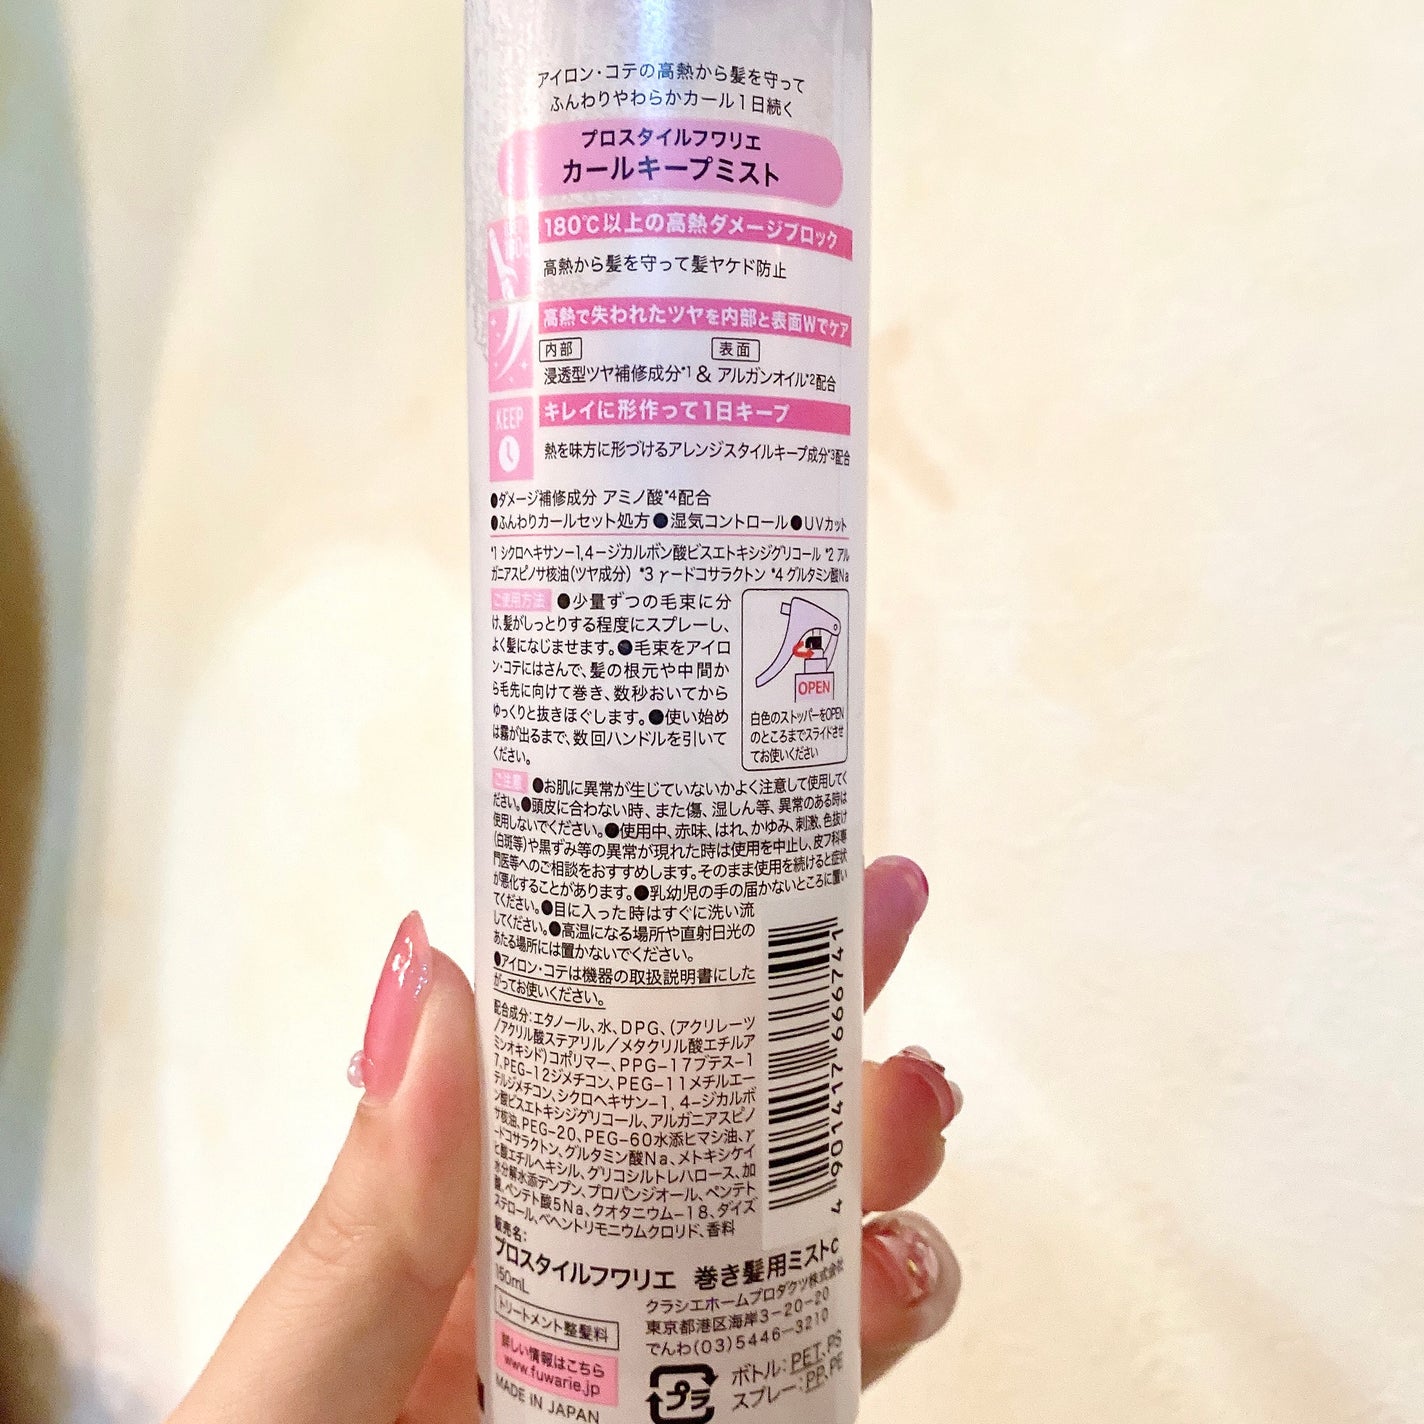 アイロン・コテの高熱から髪を守って
ふんわりやわらかカール1日続く
プロスタイルフワリエ
カールキープミスト
180℃以上の高熱ダメージブロック
高熱から髪を守って髪ヤケド防止
高熱で失われたツヤを内部と表面Wでケア
内部 表面
浸透型ツヤ補修成分*1 & アルガンオイル*2配合
KEEP
キレイに形作って1日キープ
熱を味方に形づけるアレンジスタイルキープ成分*3配合
●ダメージ補修成分 アミノ酸*4配合
●ふんわりカールセット処方●湿気コントロール●UVカット
*1 シクロヘキサン-1,4-ジカルボン酸ビスエトキシジグリコール *2 アル
ガニアスピノサ核油(ツヤ成分) *3 γ-ドコサラクトン *4 グルタミン酸Na
ご使用方法 ●少量ずつの毛束に分
け、髪がしっとりする程度にスプレーし、
よく髪になじませます。●毛束をアイロ
ン・コテにはさんで、髪の根元や中間か
ら毛先に向けて巻き、数秒おいてから
ゆっくりと抜きほぐします。●使い始め
は霧が出るまで、数回ハンドルを引いて
ください。
OPEN
白色のストッパーをOPEN
のところまでスライドさせ
てお使いください
ご注意 ●お肌に異常が生じていないかよく注意して使用してく
ださい。●頭皮に合わない時、また傷、湿しん等、異常のある時は
使用しないでください。●使用中、赤味、はれ、かゆみ、刺激、色抜け
(白斑等)や黒ずみ等の異常が現れた時は使用を中止し、皮フ科専
門医等へのご相談をおすすめします。そのまま使用を続けると症状
が悪化することがあります。●乳幼児の手の届かないところに置い
てください。●目に入った時はすぐに洗い流
してください。●高温になる場所や直射日光の
あたる場所には置かないでください。
●アイロン・コテは機器の取扱説明書にした
がってお使いください。
配合成分:エタノール、水、DPG、(アクリレーツ
/アクリル酸ステアリル/メタクリル酸エチルア
ミンオキシド)コポリマー、PPG-17ブテス-1
7、PEG-12ジメチコン、PEG-11メチルエー
テルジメチコン、シクロヘキサン-1,4-ジカルボ
ン酸ビスエトキシジグリコール、アルガニアスピノ
サ核油、PEG-20、PEG-60水添ヒマシ油、γ
-ドコサラクトン、グルタミン酸Na、メトキシケイ
ヒ酸エチルヘキシル、グリコシルトレハロース、加
水分解水添デンプン、プロパンジオール、ペンテト
酸、ペンテト酸5Na、クオタニウム-18、ダイズ
ステロール、ベヘントリモニウムクロリド、香料
4 901417 699741
販売名:
プロスタイルフワリエ 巻き髪用ミストC
150mL
トリートメント整髪料
詳しい情報はこちら
www.fuwarie.jp
MADE IN JAPAN
クラシエホームプロダクツ株式会社
東京都港区海岸3-20-20
でんわ(03)5446-3210
プラ
ボトル:PET、PS
スプレー:PP、PE